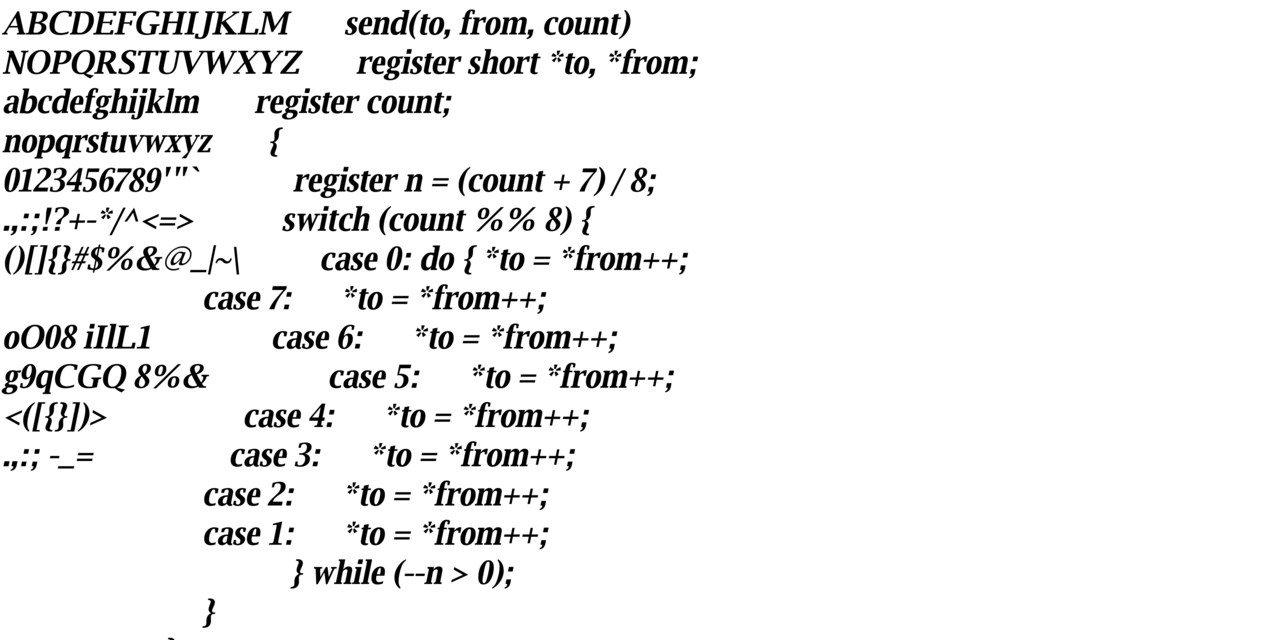 ABCDEFGHIJKLM send(to, from, count)
NOPQRSTUVWXYZ register short *to, *from;
abcdefghijklm register count;
nopqrstuvwxyz {
0123456789'"` register n = (count + 7) / 8;
.,:;!?+-*/^<=> switch (count %% 8) {
()[]{}#$%&@_|~\ case 0: do { *to = *from++;
case 7: *to = *from++;
oO08 iIlL1 case 6: *to = *from++;
g9qCGQ 8%& case 5: *to = *from++;
<([{}])> case 4: *to = *from++;
.,:; -_= case 3: *to = *from++;
case 2: *to = *from++;
case 1: *to = *from++;
} while (--n > 0);
}